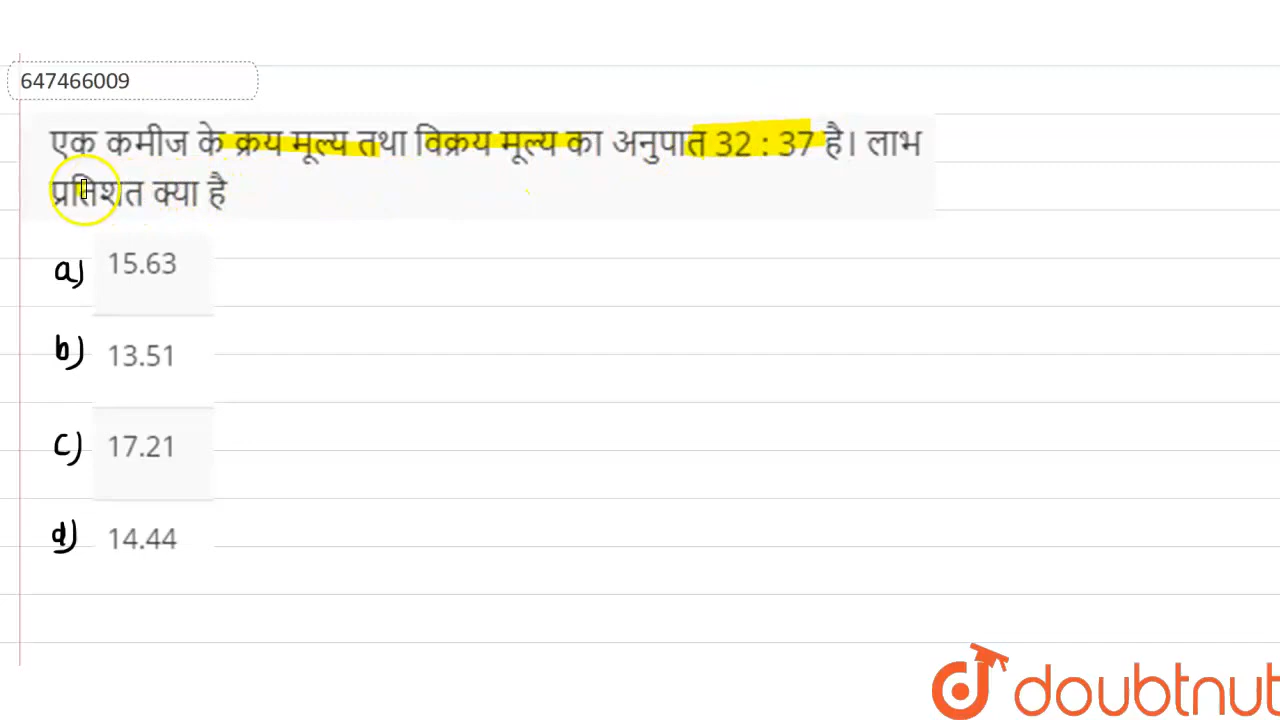 647466009
एक कमीज के क्रय मूल्य तथा विक्रय मूल्य का अनुपात 32 : 37 है। लाभ
प्रतिशत क्या है
a) 15.63
b) 13.51
c) 17.21
d) 14.44
doubtnut